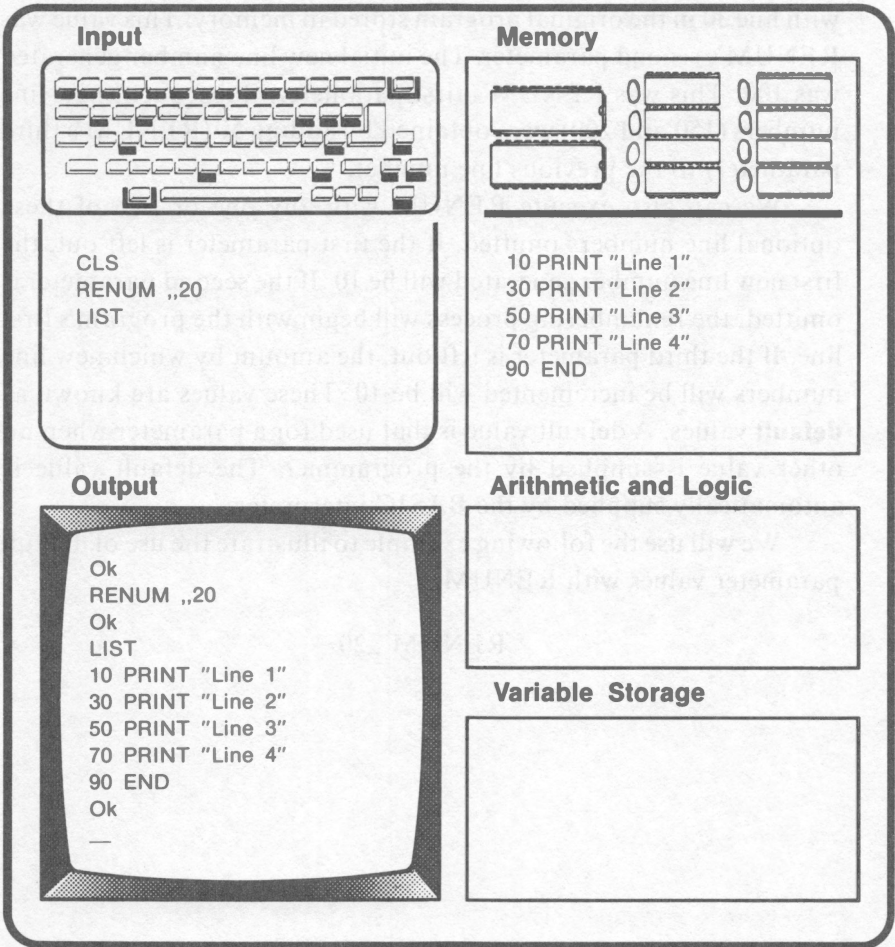 Input
CLS
RENUM ,,20
LIST
Memory
10 PRINT "Line 1"
30 PRINT "Line 2"
50 PRINT "Line 3"
70 PRINT "Line 4"
90 END
Output
Ok
RENUM ,,20
Ok
LIST
10 PRINT "Line 1"
30 PRINT "Line 2"
50 PRINT "Line 3"
70 PRINT "Line 4"
90 END
Ok
—
Arithmetic and Logic
Variable Storage